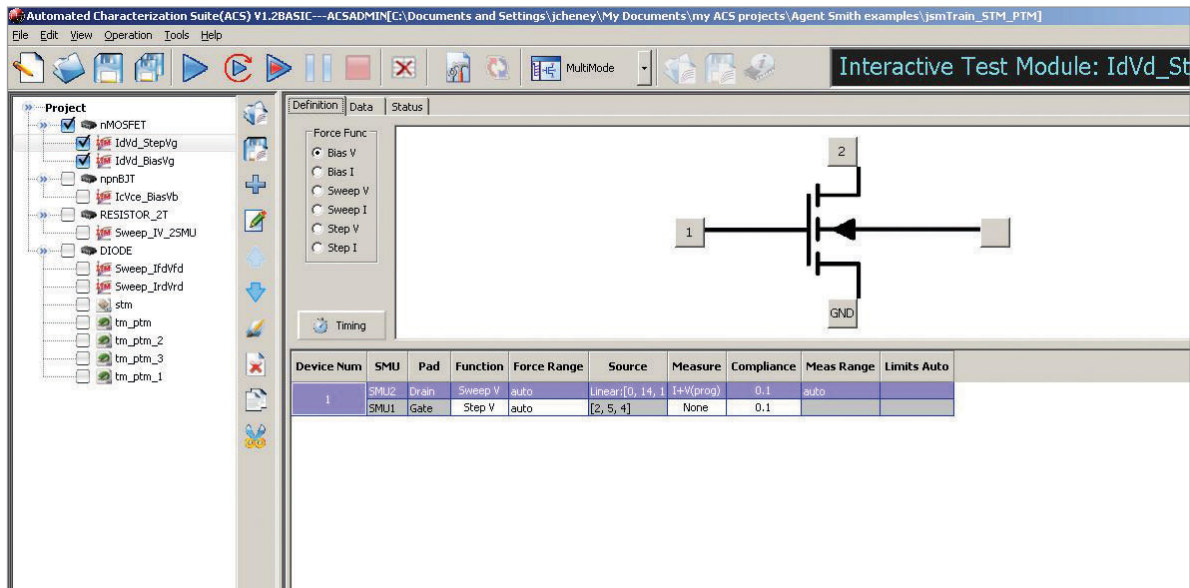 Automated Characterization Suite(ACS) V1.2BASIC---ACSADMIN[C:\Documents and Settings\jcheney\My Documents\my ACS projects\Agent Smith examples\jsmTrain_STM_PTM]
File Edit View Operation Tools Help
MultiMode
Interactive Test Module: IdVd_St
Project
nMOSFET
IdVd_StepVg
IdVd_BiasVg
npnBJT
IcVce_BiasVb
RESISTOR_2T
Sweep_IV_2SMU
DIODE
Sweep_IfdVfd
Sweep_IrdVrd
stm
tm_ptm
tm_ptm_2
tm_ptm_3
tm_ptm_1
Definition Data Status
Force Func
Bias V
Bias I
Sweep V
Sweep I
Step V
Step I
Timing
2
1
GND
Device Num SMU Pad Function Force Range Source Measure Compliance Meas Range Limits Auto
1 SMU2 Drain Sweep V auto Linear:[0, 14, 1 I+V(prog) 0.1 auto
SMU1 Gate Step V auto [2, 5, 4] None 0.1